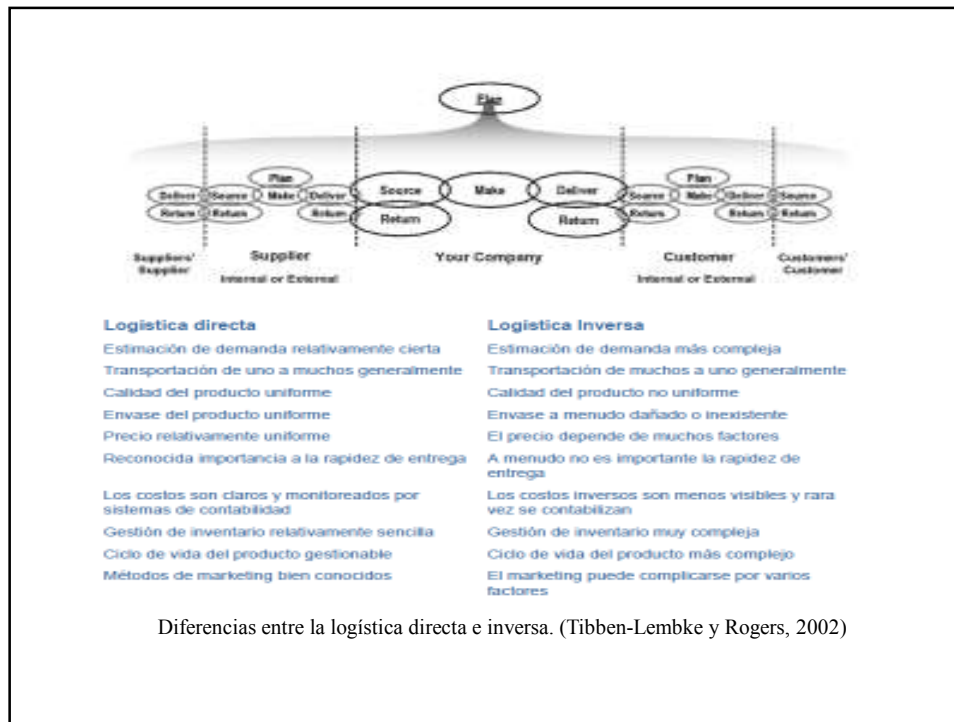 Plan
Plan
Plan
Deliver Source Make Deliver Source Make Deliver Source Make Deliver Source
Return Return Return Return Return Return Return Return
Suppliers' Supplier
Supplier
Internal or External
Your Company
Customer
Internal or External
Customers' Customer
Logística directa Logística Inversa
Estimación de demanda relativamente cierta Estimación de demanda más compleja
Transportación de uno a muchos generalmente Transportación de muchos a uno generalmente
Calidad del producto uniforme Calidad del producto no uniforme
Envase del producto uniforme Envase a menudo dañado o inexistente
Precio relativamente uniforme El precio depende de muchos factores
Reconocida importancia a la rapidez de entrega A menudo no es importante la rapidez de
entrega
Los costos son claros y monitoreados por Los costos inversos son menos visibles y rara
sistemas de contabilidad vez se contabilizan
Gestión de inventario relativamente sencilla Gestión de inventario muy compleja
Ciclo de vida del producto gestionable Ciclo de vida del producto más complejo
Métodos de marketing bien conocidos El marketing puede complicarse por varios
factores
Diferencias entre la logística directa e inversa. (Tibben-Lembke y Rogers, 2002)